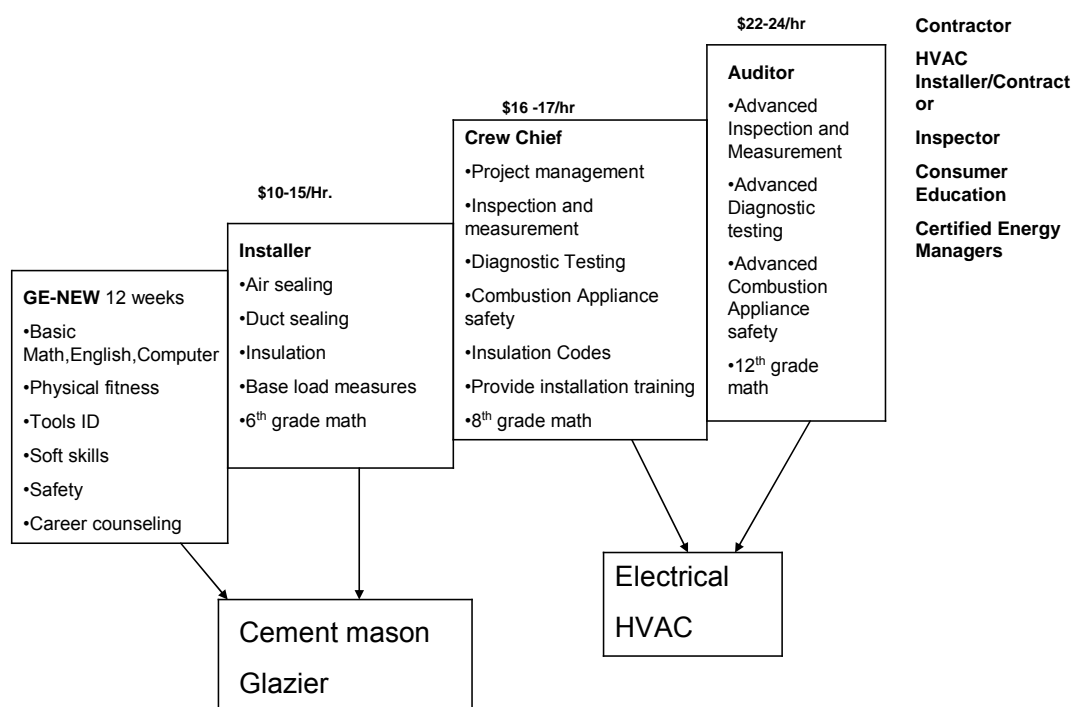 GE-NEW 12 weeks
•Basic
Math,English,Computer
•Physical fitness
•Tools ID
•Soft skills
•Safety
•Career counseling
$10-15/Hr.
Installer
•Air sealing
•Duct sealing
•Insulation
•Base load measures
•6th grade math
$16 -17/hr
Crew Chief
•Project management
•Inspection and
measurement
•Diagnostic Testing
•Combustion Appliance
safety
•Insulation Codes
•Provide installation training
•8th grade math
$22-24/hr
Auditor
•Advanced
Inspection and
Measurement
•Advanced
Diagnostic
testing
•Advanced
Combustion
Appliance
safety
•12th grade
math
Contractor
HVAC
Installer/Contract
or
Inspector
Consumer
Education
Certified Energy
Managers
Cement mason
Glazier
Electrical
HVAC